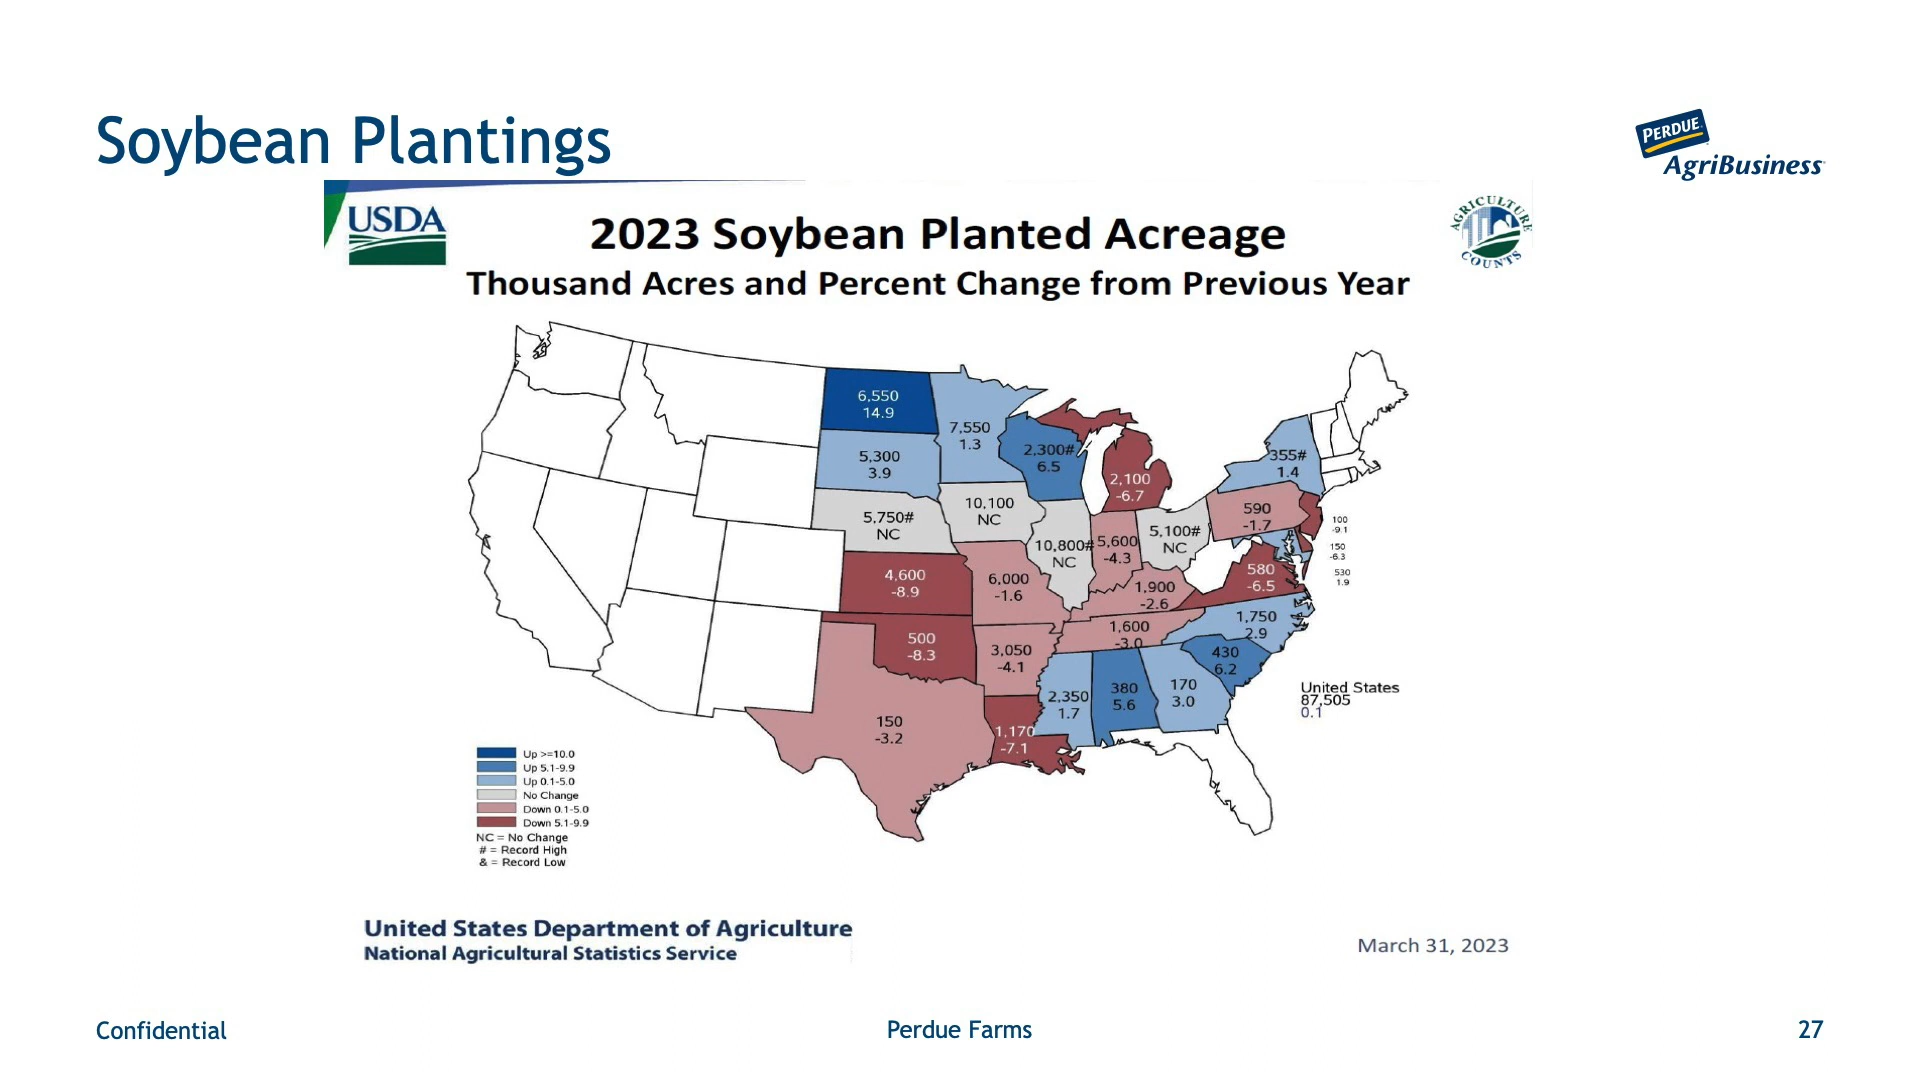 Soybean Plantings
PERDUE
AgriBusiness
USDA
AGRICULTURE
COUNTS
2023 Soybean Planted Acreage
Thousand Acres and Percent Change from Previous Year
6,550
14.9
7,550
1.3
5,300
3.9
2,300#
6.5
2,100
-6.7
355#
1.4
5,750#
NC
10,100
NC
10,800#
NC
5,600
-4.3
5,100#
NC
590
-1.7
100
-9.1
150
-6.3
530
1.9
4,600
-8.9
6,000
-1.6
1,900
-2.6
580
-6.5
500
-8.3
3,050
-4.1
1,600
-3.0
1,750
2.9
430
6.2
150
-3.2
1,170
-7.1
2,350
1.7
380
5.6
170
3.0
United States
87,505
0.1
Up >=10.0
Up 5.1-9.9
Up 0.1-5.0
No Change
Down 0.1-5.0
Down 5.1-9.9
NC = No Change
# = Record High
& = Record Low
United States Department of Agriculture
National Agricultural Statistics Service
March 31, 2023
Confidential
Perdue Farms
27